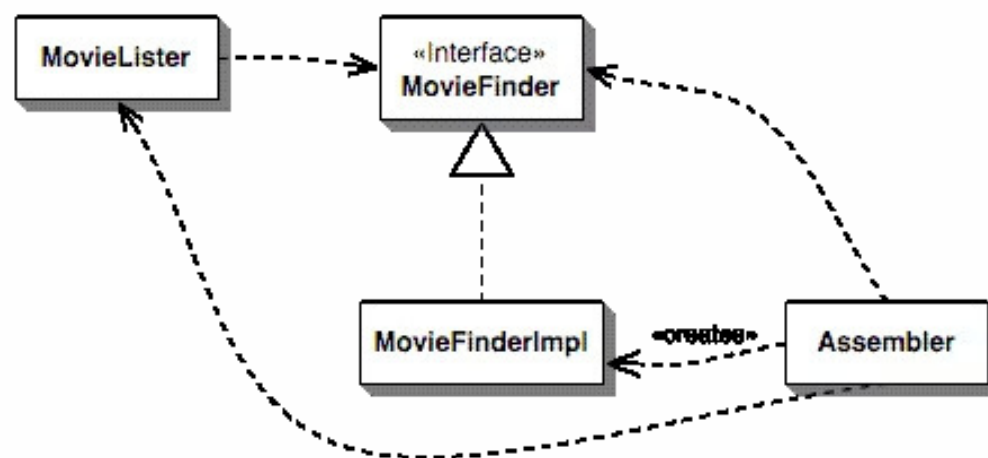 MovieLister
«Interface»
MovieFinder
MovieFinderImpl
«creates»
Assembler